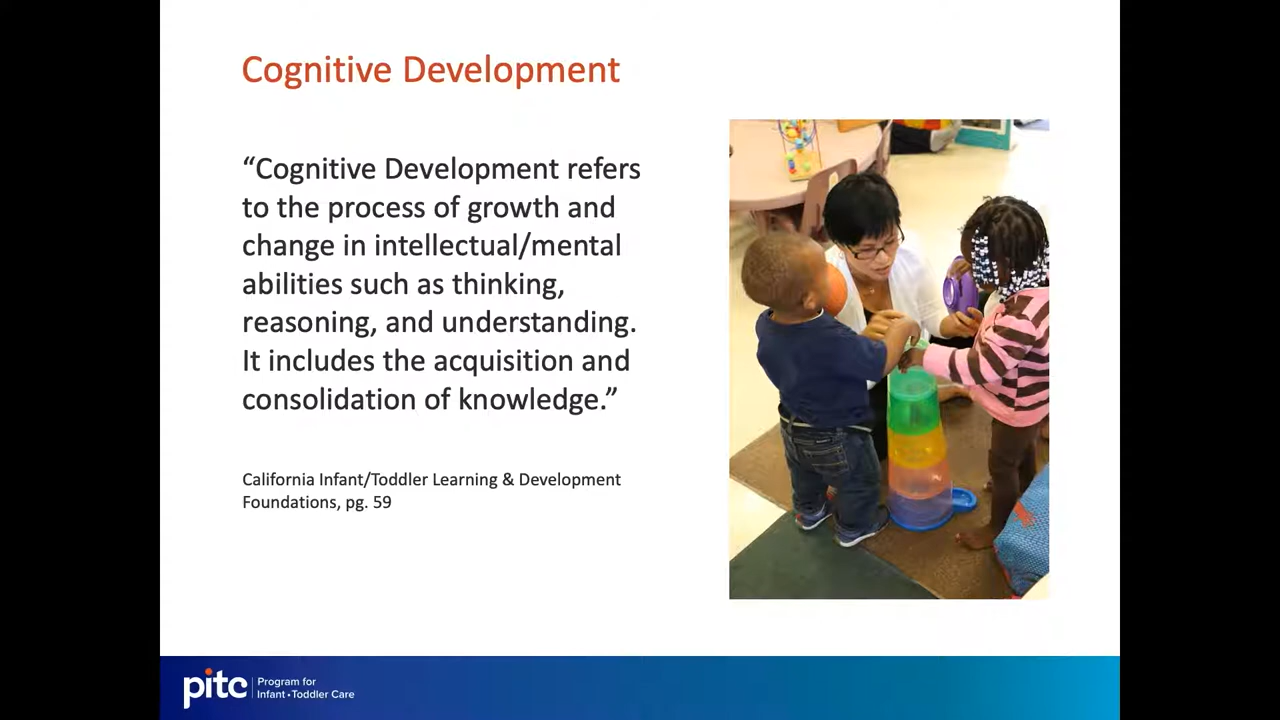 Cognitive Development
“Cognitive Development refers
to the process of growth and
change in intellectual/mental
abilities such as thinking,
reasoning, and understanding.
It includes the acquisition and
consolidation of knowledge.”
California Infant/Toddler Learning & Development
Foundations, pg. 59
pitc
Program for
Infant•Toddler Care